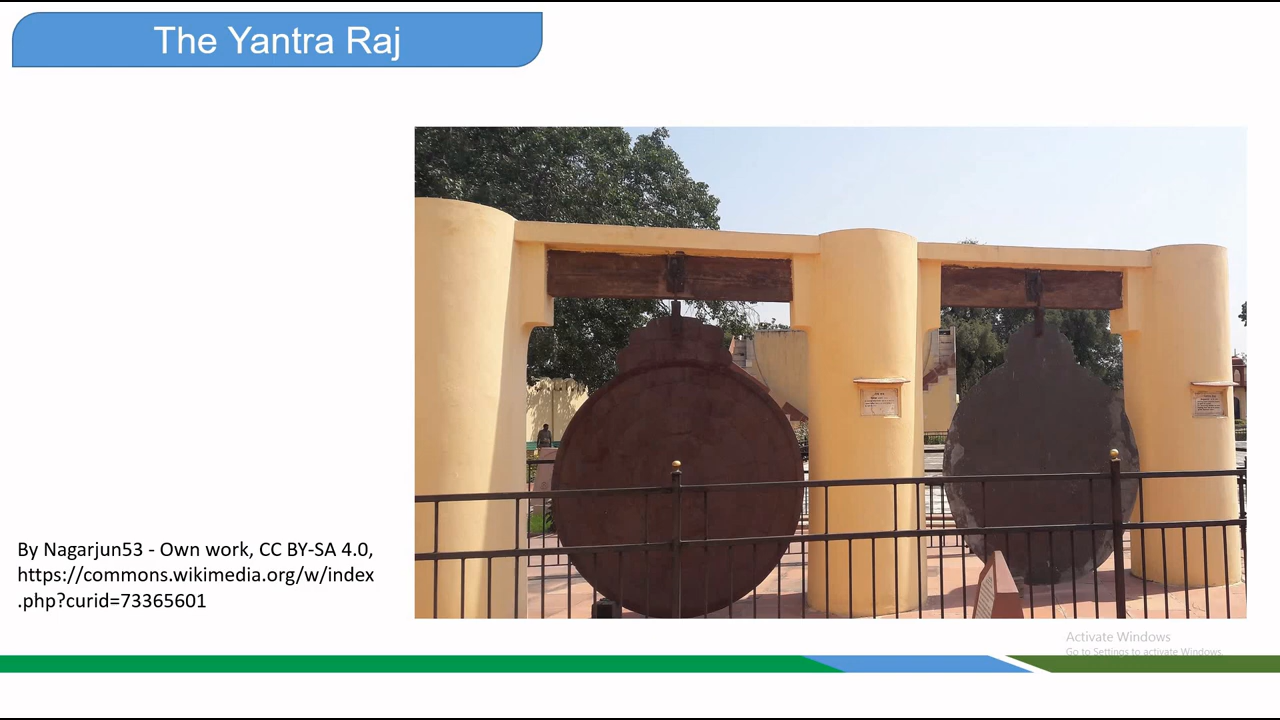 The Yantra Raj
By Nagarjun53 - Own work, CC BY-SA 4.0,
https://commons.wikimedia.org/w/index
.php?curid=73365601
Activate Windows
Go to Settings to activate Windows.